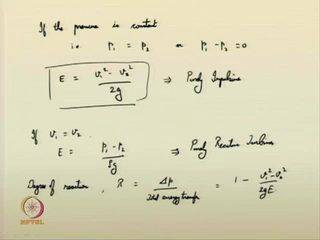 If the pressure is constant
i.e. P₁ = P₂ or P₁ - P₂ = 0
E = (V₁² - V₂²) / 2g ⇒ Purely Impulsive
If V₁ = V₂.
E = (P₁ - P₂) / ρg ⇒ Purely Reaction Turbine
Degree of reaction, R = Δp / Total energy transfer = 1 - (V₁² - V₂²) / 2gE
NPTEL